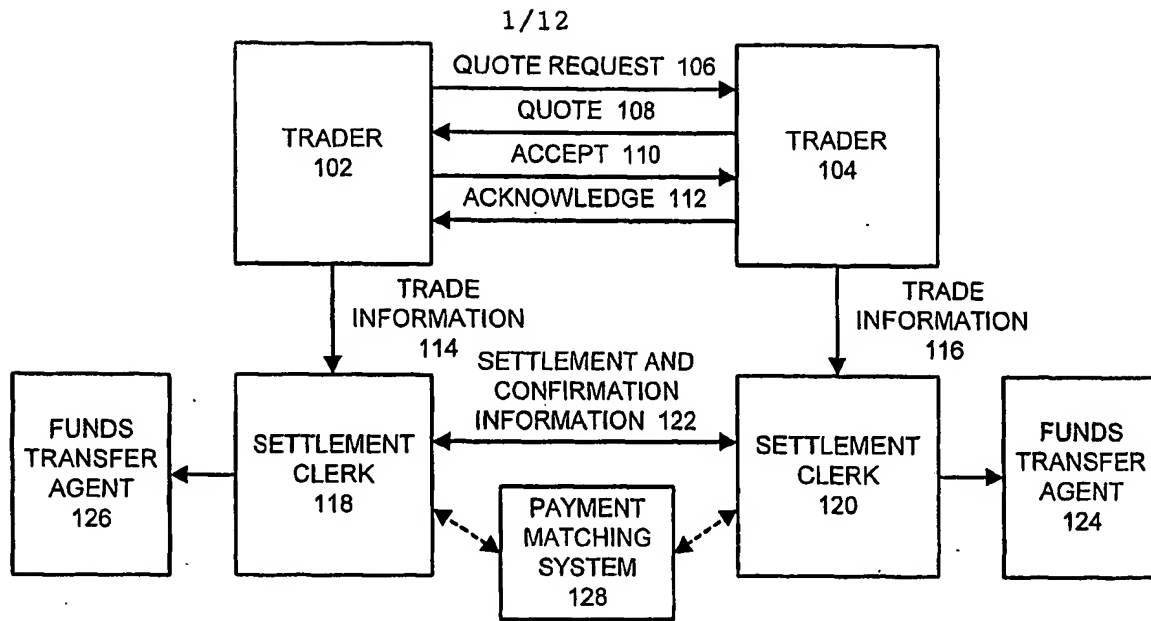 1/12
QUOTE REQUEST 106
QUOTE 108
ACCEPT 110
ACKNOWLEDGE 112
TRADER
102
TRADER
104
TRADE
INFORMATION
114
TRADE
INFORMATION
116
SETTLEMENT AND
CONFIRMATION
INFORMATION 122
FUNDS
TRANSFER
AGENT
126
SETTLEMENT
CLERK
118
PAYMENT
MATCHING
SYSTEM
128
SETTLEMENT
CLERK
120
FUNDS
TRANSFER
AGENT
124